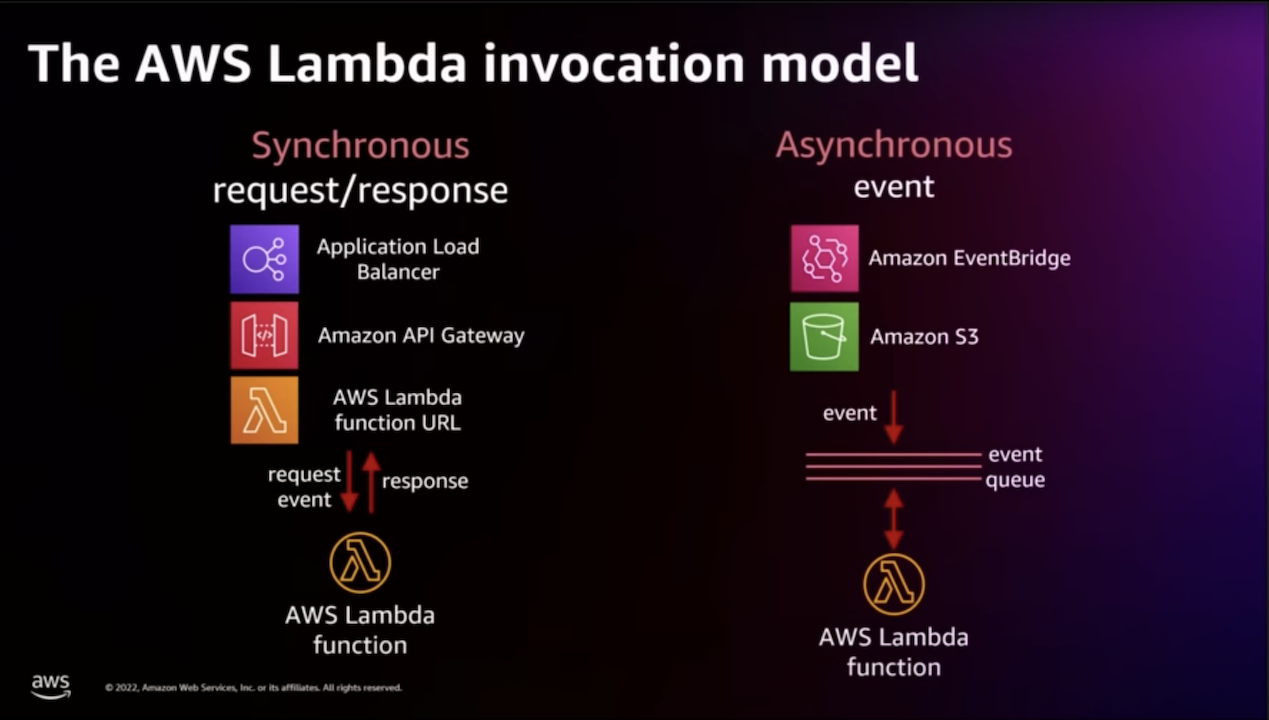 The AWS Lambda invocation model
Synchronous
request/response
Application Load
Balancer
Amazon API Gateway
AWS Lambda
function URL
request
event
response
AWS Lambda
function
Asynchronous
event
Amazon EventBridge
Amazon S3
event
event
queue
AWS Lambda
function
aws
© 2022, Amazon Web Services, Inc. or its affiliates. All rights reserved.